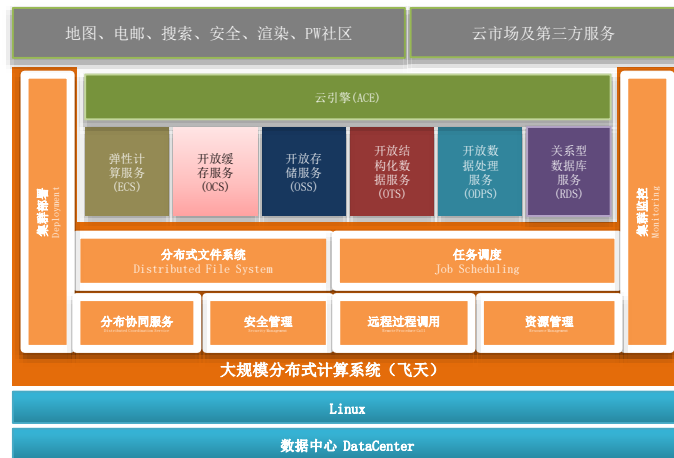 地图、电邮、搜索、安全、渲染、PW社区
云市场及第三方服务
云引擎(ACE)
弹性计
算服务
(ECS)
开放缓
存服务
(OCS)
开放存
储服务
(OSS)
开放结
构化数
据服务
(OTS)
开放数
据处理
服务
(ODPS)
关系型
数据库
服务
(RDS)
集群部署
Deployment
集群监控
Monitoring
分布式文件系统
Distributed File System
任务调度
Job Scheduling
分布协同服务
安全管理
远程过程调用
资源管理
大规模分布式计算系统（飞天）
Linux
数据中心 DataCenter